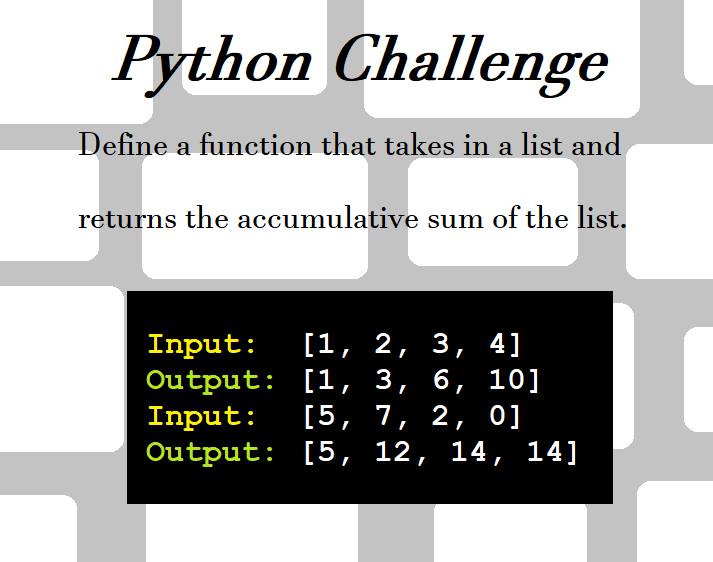 Python Challenge
Define a function that takes in a list and
returns the accumulative sum of the list.
Input: [1, 2, 3, 4]
Output: [1, 3, 6, 10]
Input: [5, 7, 2, 0]
Output: [5, 12, 14, 14]